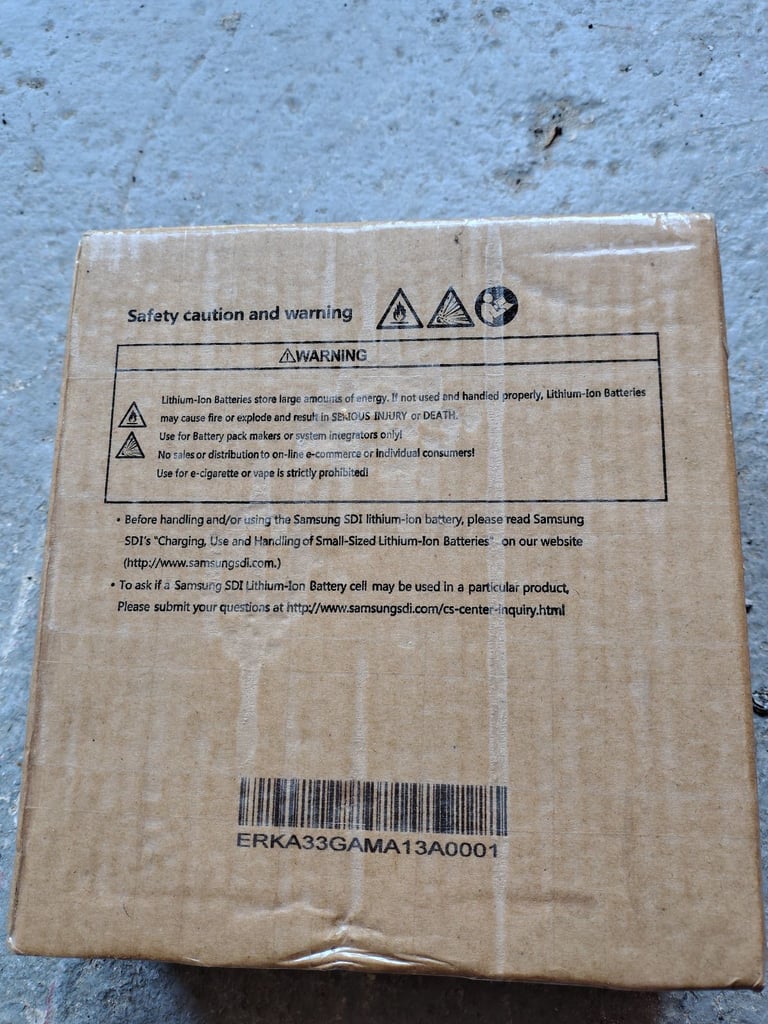 Safety caution and warning
WARNING
Lithium-Ion Batteries store large amounts of energy. If not used and handled properly, Lithium-Ion Batteries
may cause fire or explode and result in SERIOUS INJURY or DEATH.
Use for Battery pack makers or system integrators only!
No sales or distribution to on-line e-commerce or individual consumers!
Use for e-cigarette or vape is strictly prohibited!
• Before handling and/or using the Samsung SDI lithium-ion battery, please read Samsung
SDI's "Charging, Use and Handling of Small-Sized Lithium-Ion Batteries" on our website
(http://www.samsungsdi.com.)
• To ask if a Samsung SDI Lithium-Ion Battery cell may be used in a particular product,
Please submit your questions at http://www.samsungsdi.com/cs-center-inquiry.html
ERKA33GAMA13A0001